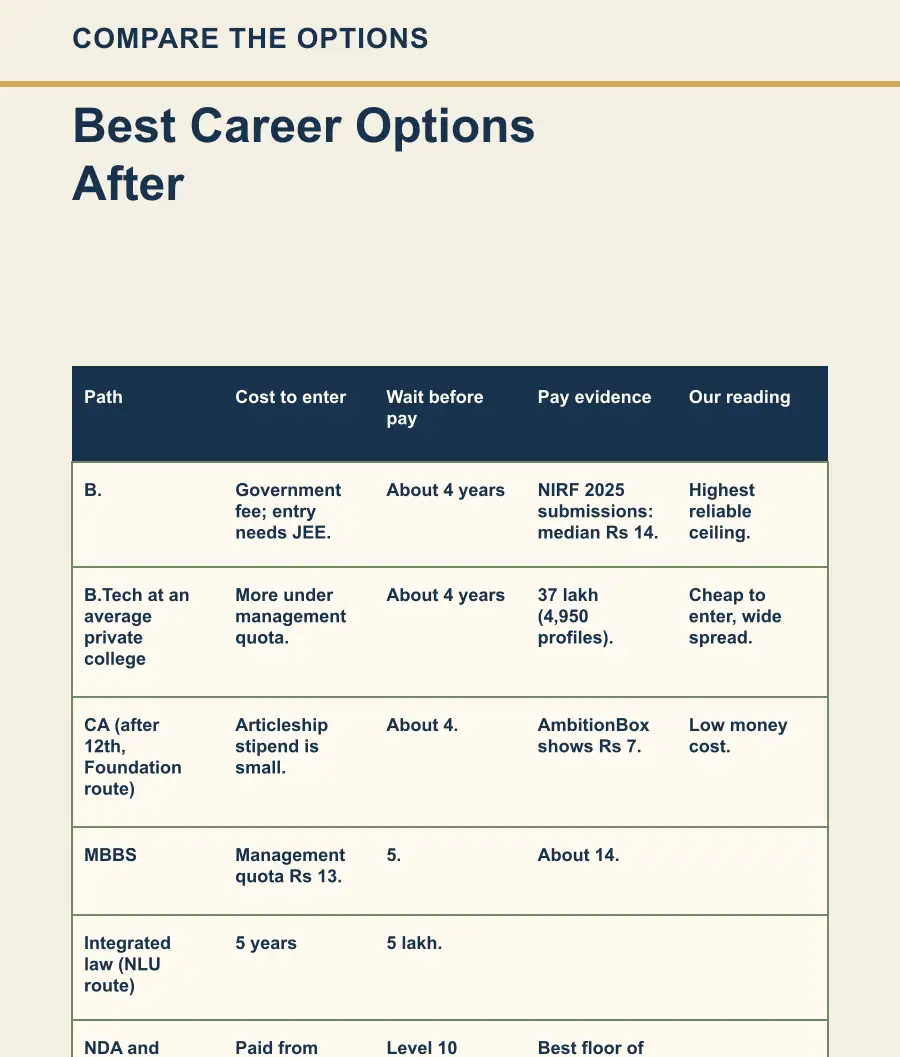 COMPARE THE OPTIONS
Best Career Options
After
Path
Cost to enter
Wait before
pay
Pay evidence
Our reading
B.
Government
fee; entry
needs JEE.
About 4 years
NIRF 2025
submissions:
median Rs 14.
Highest
reliable
ceiling.
B.Tech at an
average
private
college
More under
management
quota.
About 4 years
37 lakh
(4,950
profiles).
Cheap to
enter, wide
spread.
CA (after
12th,
Foundation
route)
Articleship
stipend is
small.
About 4.
AmbitionBox
shows Rs 7.
Low money
cost.
MBBS
Management
quota Rs 13.
5.
About 14.
Integrated
law (NLU
route)
5 years
5 lakh.
NDA and
Paid from
Level 10
Best floor of